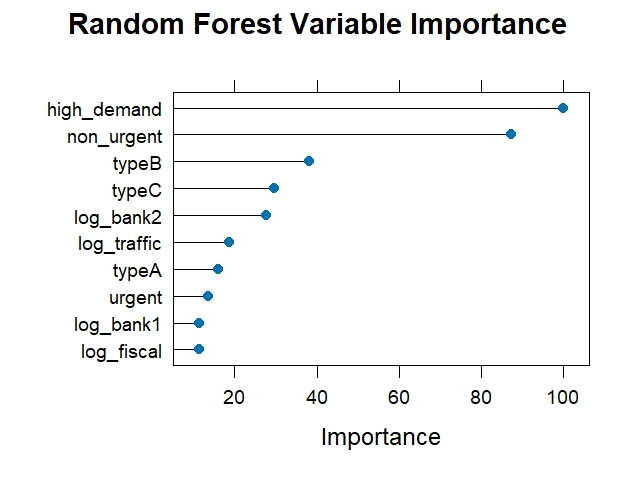 Random Forest Variable Importance
high_demand
non_urgent
typeB
typeC
log_bank2
log_traffic
typeA
urgent
log_bank1
log_fiscal
20 40 60 80 100
Importance